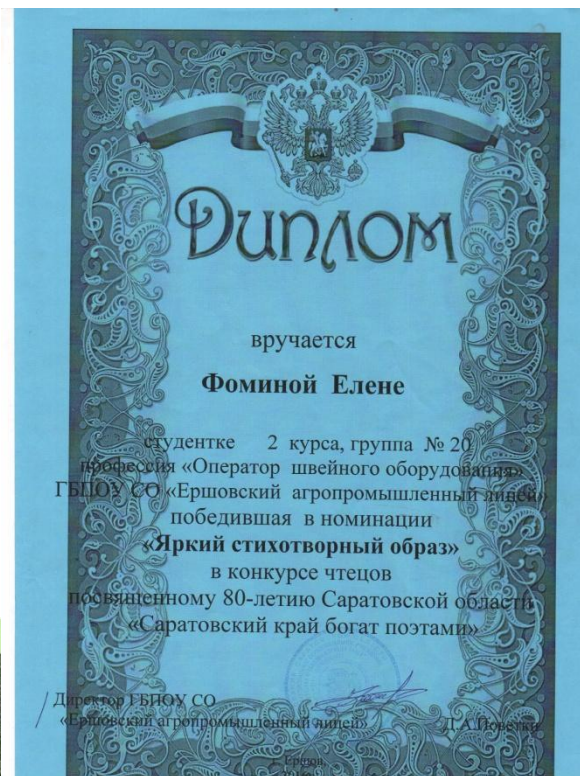 Диплом
вручается
Фоминой Елене
студентке 2 курса, группа № 20
профессия «Оператор швейного оборудования»
ГБПОУ СО «Ершовский агропромышленный лицей»
победившая в номинации
«Яркий стихотворный образ»
в конкурсе чтецов
посвященному 80-летию Саратовской области
«Саратовский край богат поэтами»
Директор ГБПОУ СО
«Ершовский агропромышленный лицей» Д.А.Поветкин
г. Ершов,